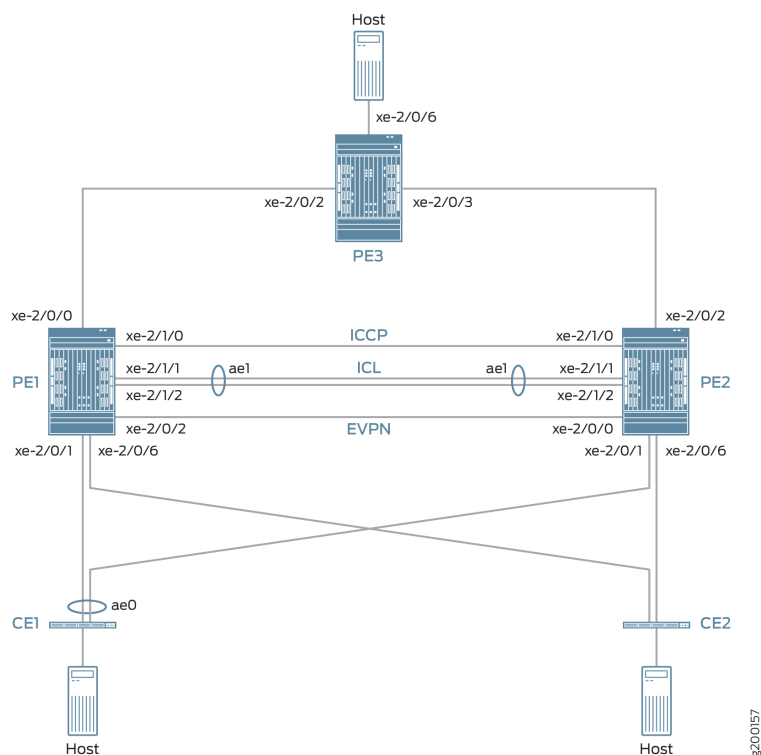 Host
xe-2/0/6
xe-2/0/2
xe-2/0/3
PE3
xe-2/0/0
xe-2/0/2
xe-2/1/0
ICCP
xe-2/1/0
PE1
xe-2/1/1
ae1
ICL
ae1
xe-2/1/1
PE2
xe-2/1/2
xe-2/1/2
xe-2/0/2
EVPN
xe-2/0/0
xe-2/0/1
xe-2/0/6
xe-2/0/1
xe-2/0/6
ae0
CE1
CE2
Host
Host
g200157